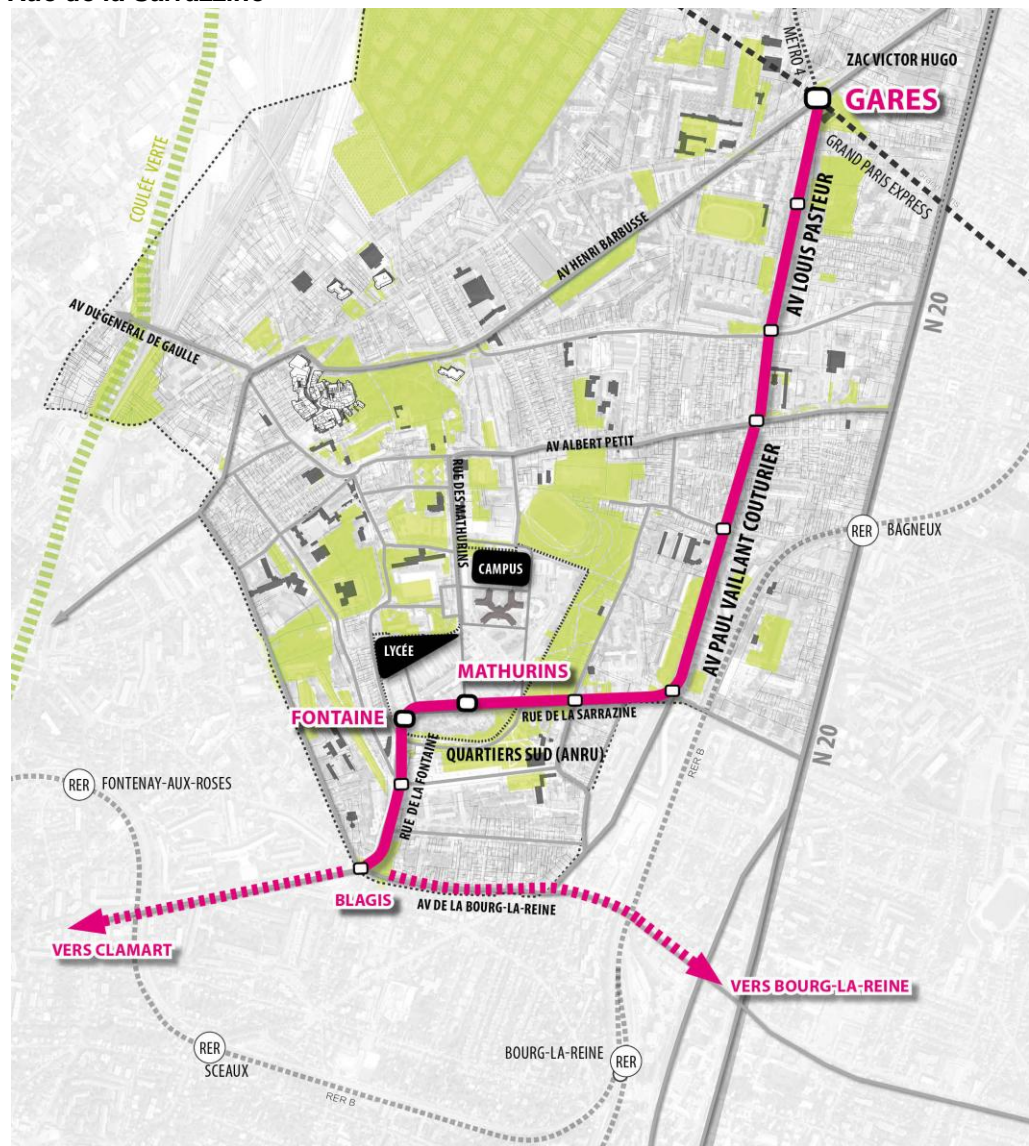 Rue de la Sarrazine
METRO 4
ZAC VICTOR HUGO
GARES
GRAND PARIS EXPRESS
COULÉE VERTE
AV LOUIS PASTEUR
AV HENRI BARBUSSE
N 20
AV DU GENERAL DE GAULLE
AV ALBERT PETIT
RUE DES MATHURINS
AV PAUL VAILLANT COUTURIER
RER BAGNEUX
CAMPUS
LYCÉE
MATHURINS
FONTAINE
RUE DE LA SARRAZINE
QUARTIERS SUD (ANRU)
N 20
RER B
RER FONTENAY-AUX-ROSES
RUE DE LA FONTAINE
BLAGIS
AV DE LA BOURG-LA-REINE
VERS CLAMART
VERS BOURG-LA-REINE
RER
SCEAUX
BOURG-LA-REINE RER
RER B